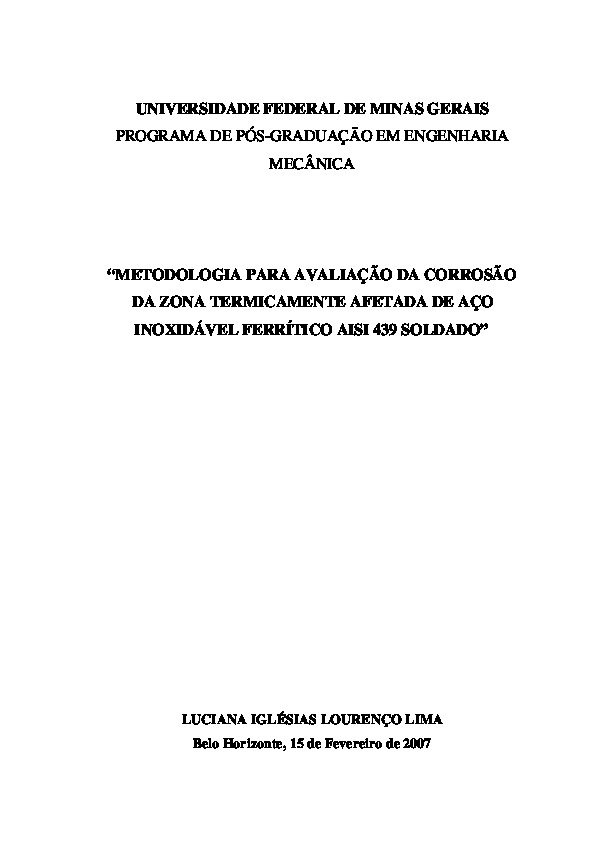 UNIVERSIDADE FEDERAL DE MINAS GERAIS
PROGRAMA DE PÓS-GRADUAÇÃO EM ENGENHARIA
MECÂNICA
“METODOLOGIA PARA AVALIAÇÃO DA CORROSÃO
DA ZONA TERMICAMENTE AFETADA DE AÇO
INOXIDÁVEL FERRÍTICO AISI 439 SOLDADO”
LUCIANA IGLÉSIAS LOURENÇO LIMA
Belo Horizonte, 15 de Fevereiro de 2007